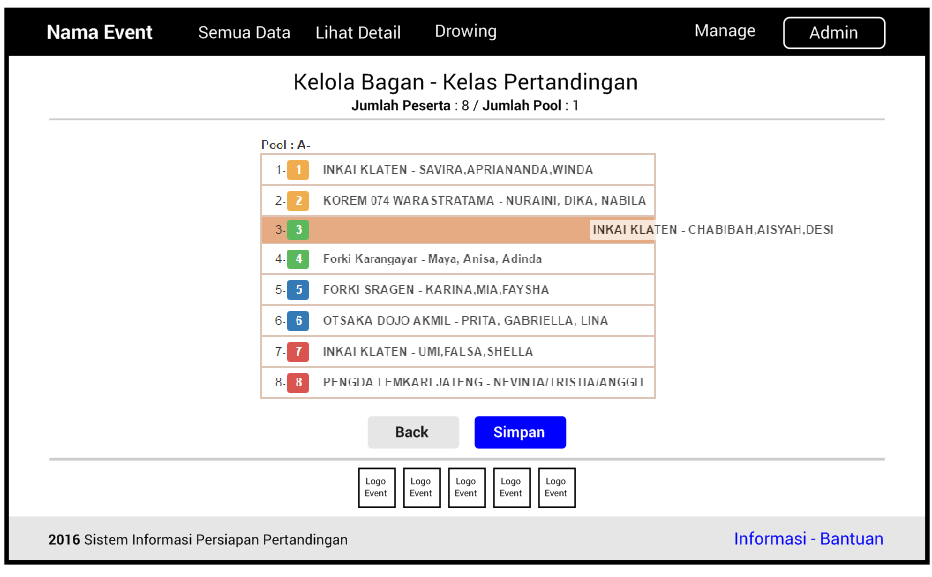 Nama Event Semua Data Lihat Detail Drowing Manage Admin
Kelola Bagan - Kelas Pertandingan
Jumlah Peserta : 8 / Jumlah Pool : 1
Pool : A-
1- 1 INKAI KLATEN - SAVIRA,APRIANANDA,WINDA
2- 2 KOREM 074 WARASTRATAMA - NURAINI, DIKA, NABILA
3- 3 INKAI KLATEN - CHABIBAH,AISYAH,DESI
4- 4 Forki Karangayar - Maya, Anisa, Adinda
5- 5 FORKI SRAGEN - KARINA,MIA,FAYSHA
6- 6 OTSAKA DOJO AKMIL - PRITA, GABRIELLA, LINA
7- 7 INKAI KLATEN - UMI,FALSA,SHELLA
8- 8 PENGDA LEMKARI JATENG - NEVINTA/TRISTIA/ANGGIT
Back Simpan
Logo Logo Logo Logo Logo
Event Event Event Event Event
2016 Sistem Informasi Persiapan Pertandingan Informasi - Bantuan